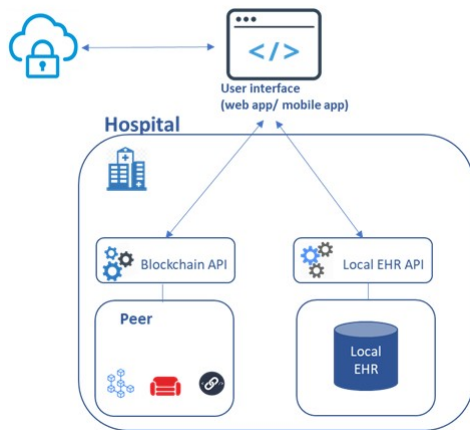 </>
User interface
(web app/ mobile app)
Hospital
Blockchain API
Local EHR API
Peer
Local
EHR